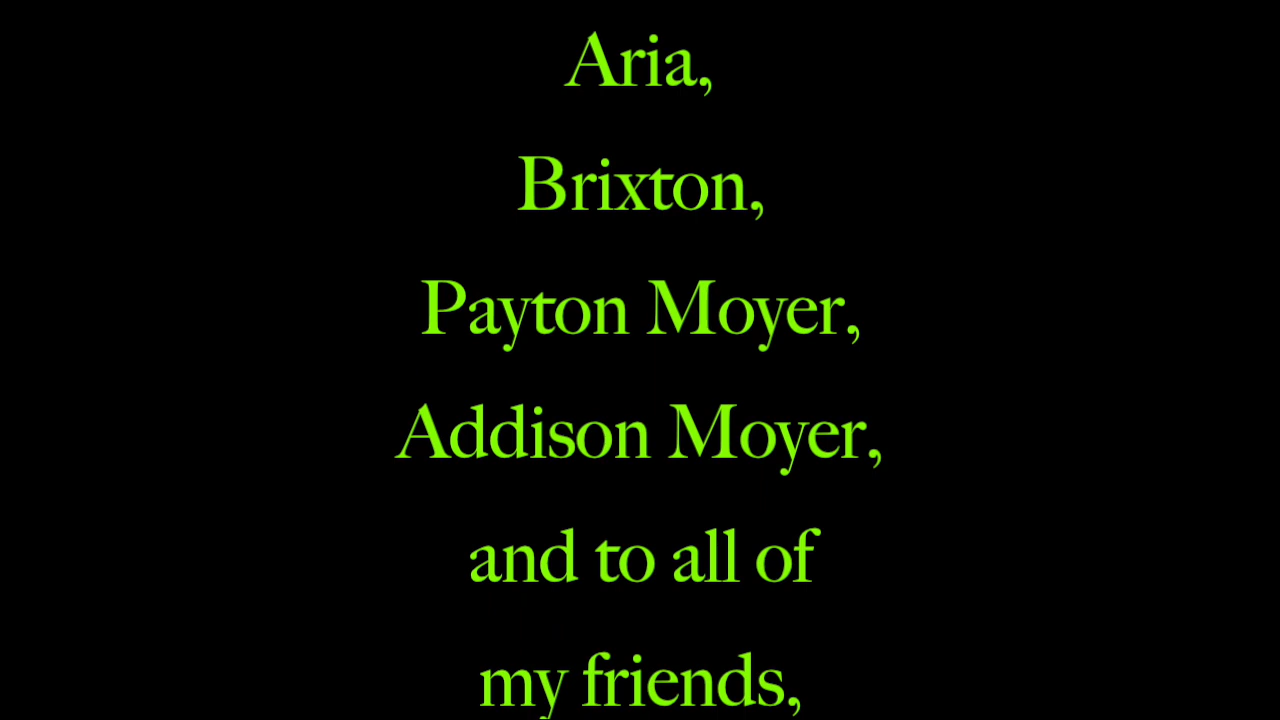 Aria,
Brixton,
Payton Moyer,
Addison Moyer,
and to all of
my friends,